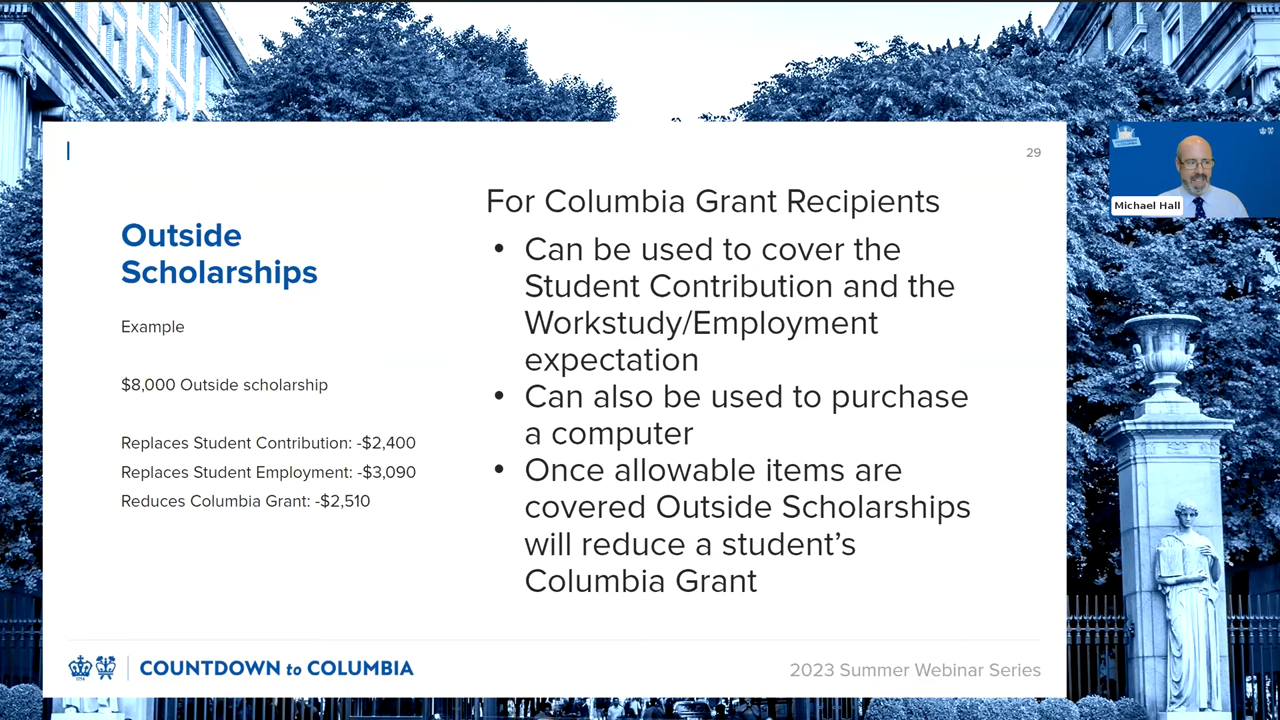 29
Outside
Scholarships
Example
$8,000 Outside scholarship
Replaces Student Contribution: -$2,400
Replaces Student Employment: -$3,090
Reduces Columbia Grant: -$2,510
For Columbia Grant Recipients
• Can be used to cover the
Student Contribution and the
Workstudy/Employment
expectation
• Can also be used to purchase
a computer
• Once allowable items are
covered Outside Scholarships
will reduce a student’s
Columbia Grant
Michael Hall
COUNTDOWN to COLUMBIA
2023 Summer Webinar Series